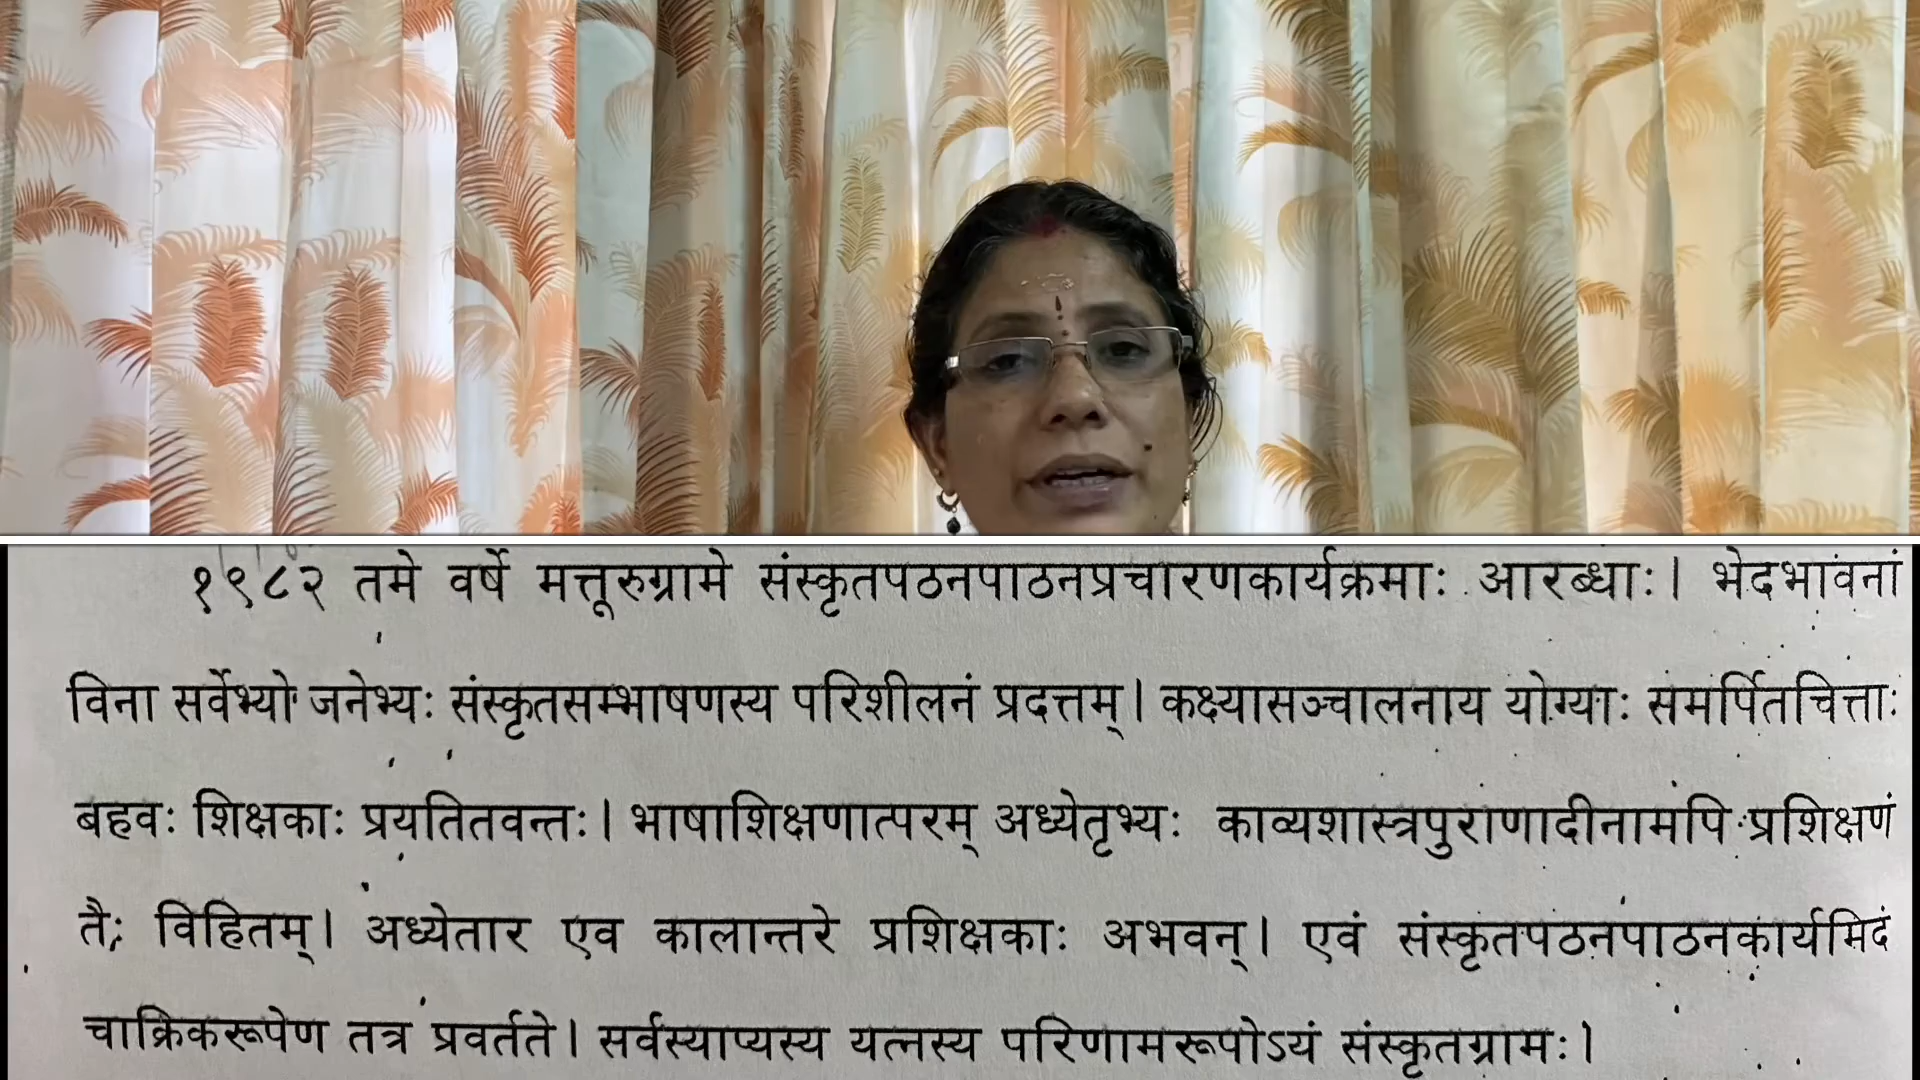 १९८२ तमे वर्षे मत्तूरुग्रामे संस्कृतपठनपाठनप्रचारणकार्यक्रमाः आरब्धाः। भेदभावनां
विना सर्वेभ्यो जनेभ्यः संस्कृतसम्भाषणस्य परिशीलनं प्रदत्तम्। कक्ष्यासञ्चालनाय योग्याः समर्पितचित्ताः
बहवः शिक्षकाः प्रयतितवन्तः। भाषाशिक्षणात्परम् अध्येतृभ्यः काव्यशास्त्रपुराणादीनामपि प्रशिक्षणं
तैः विहितम्। अध्येतार एव कालान्तरे प्रशिक्षकाः अभवन्। एवं संस्कृतपठनपाठनकार्यमिदं
चाक्रिकरूपेण तत्र प्रवर्तते। सर्वस्याप्यस्य यत्नस्य परिणामरूपोऽयं संस्कृतग्रामः।